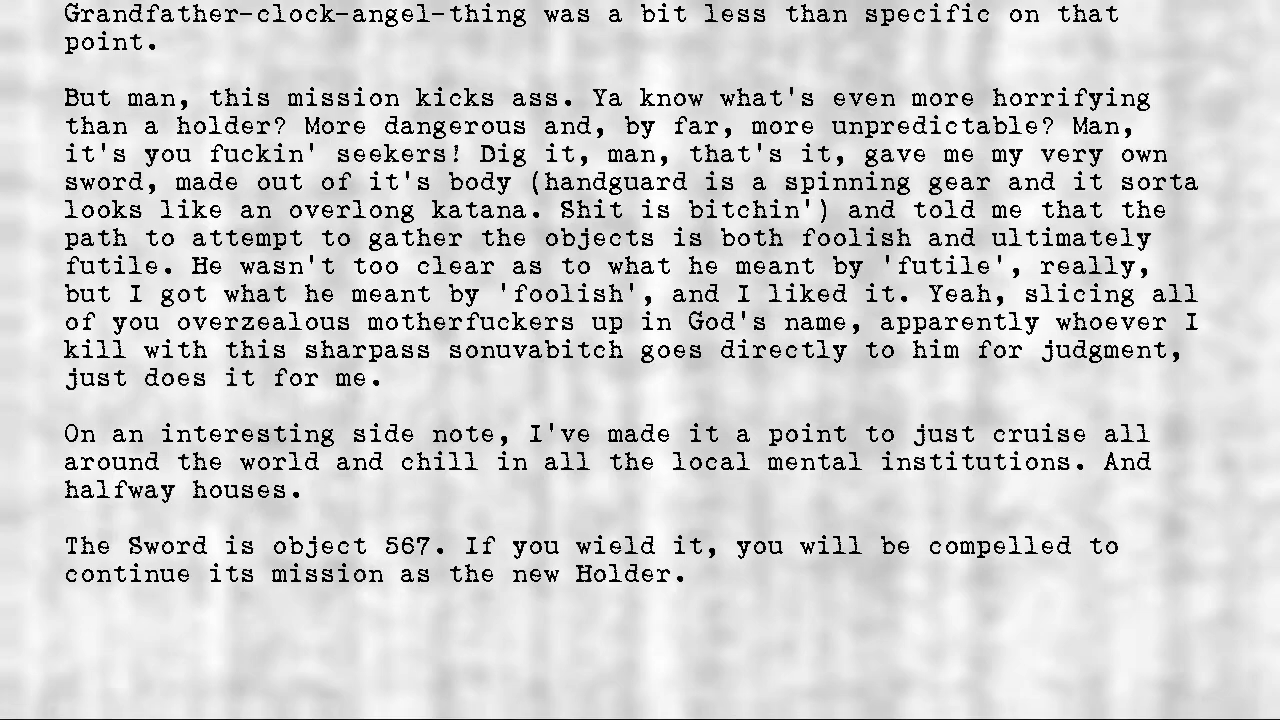 Grandfather-clock-angel-thing was a bit less than specific on that
point.
But man, this mission kicks ass. Ya know what's even more horrifying
than a holder? More dangerous and, by far, more unpredictable? Man,
it's you fuckin' seekers! Dig it, man, that's it, gave me my very own
sword, made out of it's body (handguard is a spinning gear and it sorta
looks like an overlong katana. Shit is bitchin') and told me that the
path to attempt to gather the objects is both foolish and ultimately
futile. He wasn't too clear as to what he meant by 'futile', really,
but I got what he meant by 'foolish', and I liked it. Yeah, slicing all
of you overzealous motherfuckers up in God's name, apparently whoever I
kill with this sharpass sonuvabitch goes directly to him for judgment,
just does it for me.
On an interesting side note, I've made it a point to just cruise all
around the world and chill in all the local mental institutions. And
halfway houses.
The Sword is object 567. If you wield it, you will be compelled to
continue its mission as the new Holder.